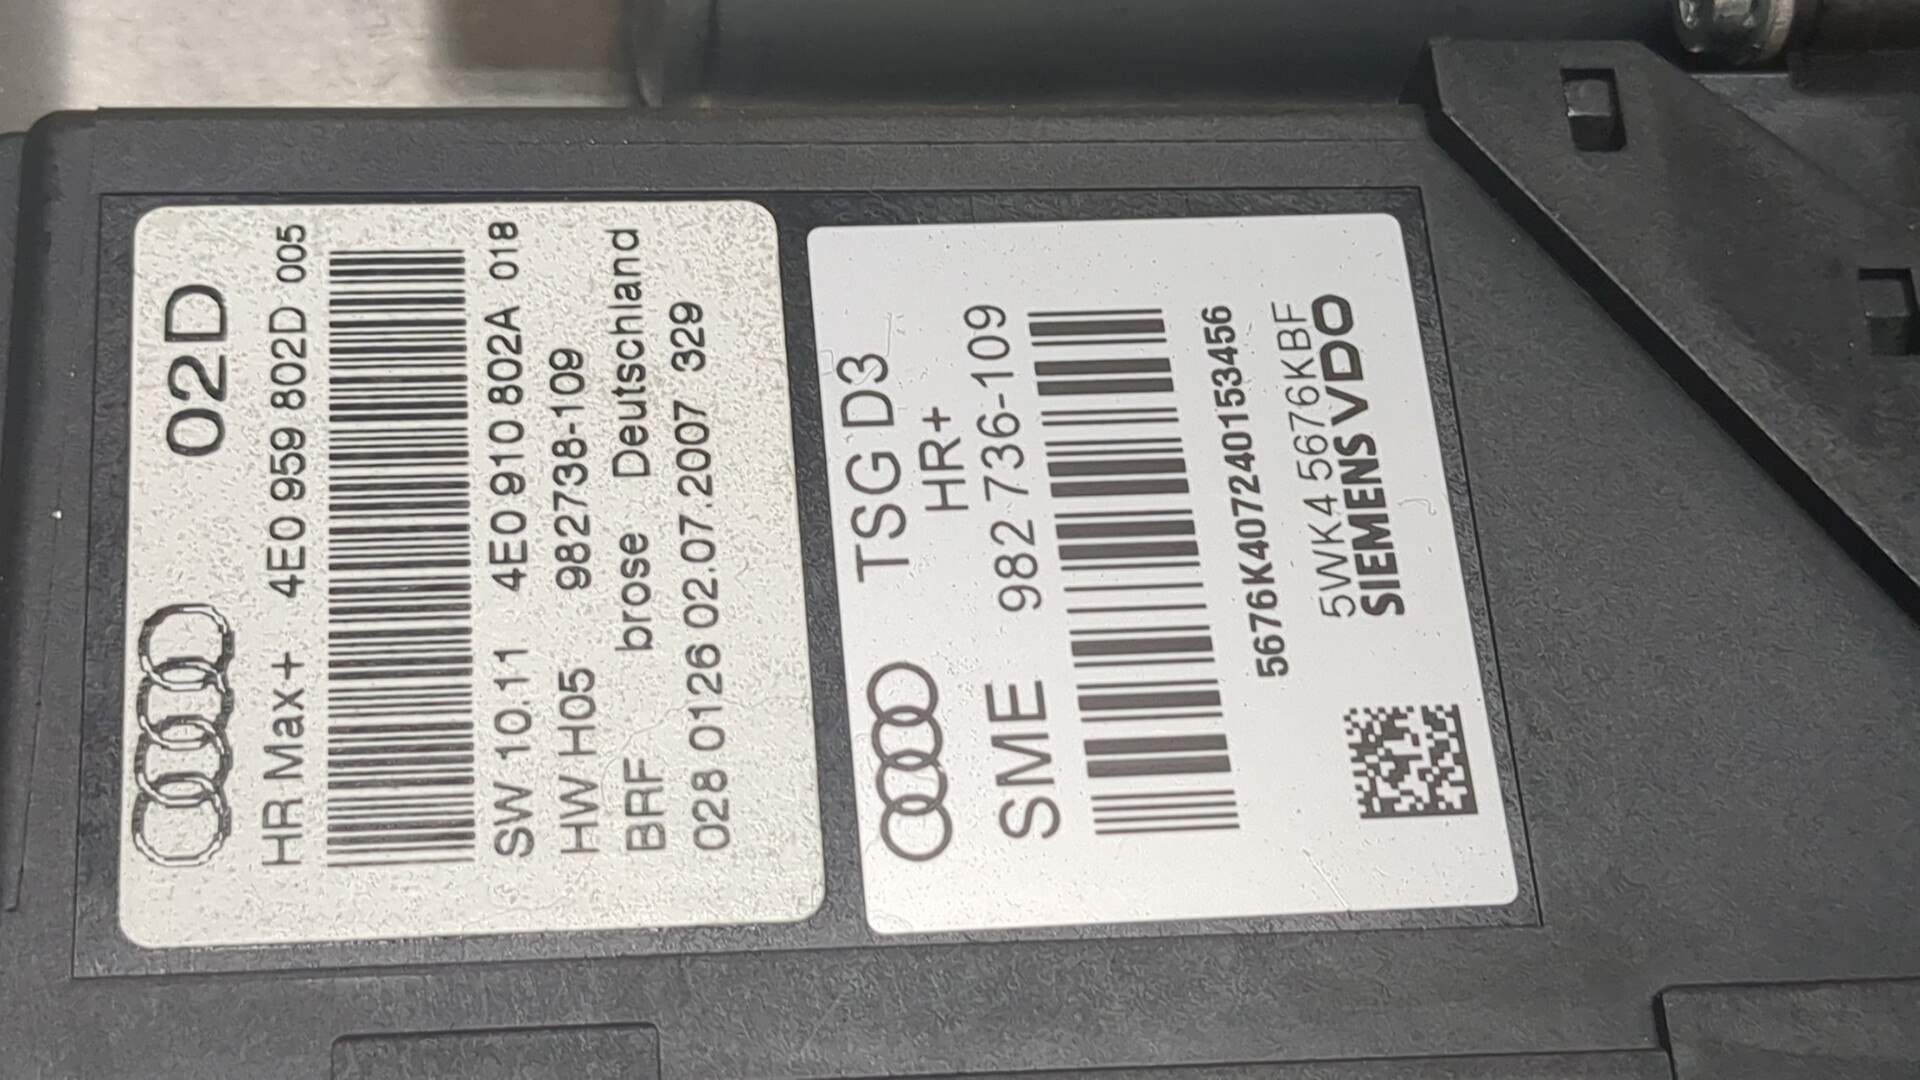 02D
HR Max+ 4E0 959 802D 005
SW 10.11 4E0 910 802A 018
HW H05 982738-109
BRF brose Deutschland
028 0126 02.07.2007 329
TSG D3
HR+
SME 982 736-109
5676K4072240153456
5WK4 5676KBF
SIEMENS VDO